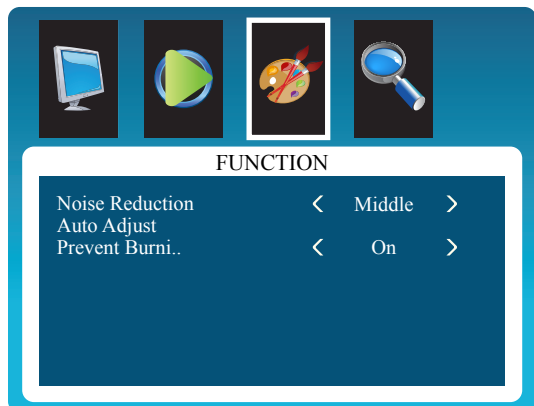 FUNCTION
Noise Reduction < Middle >
Auto Adjust
Prevent Burni.. < On >